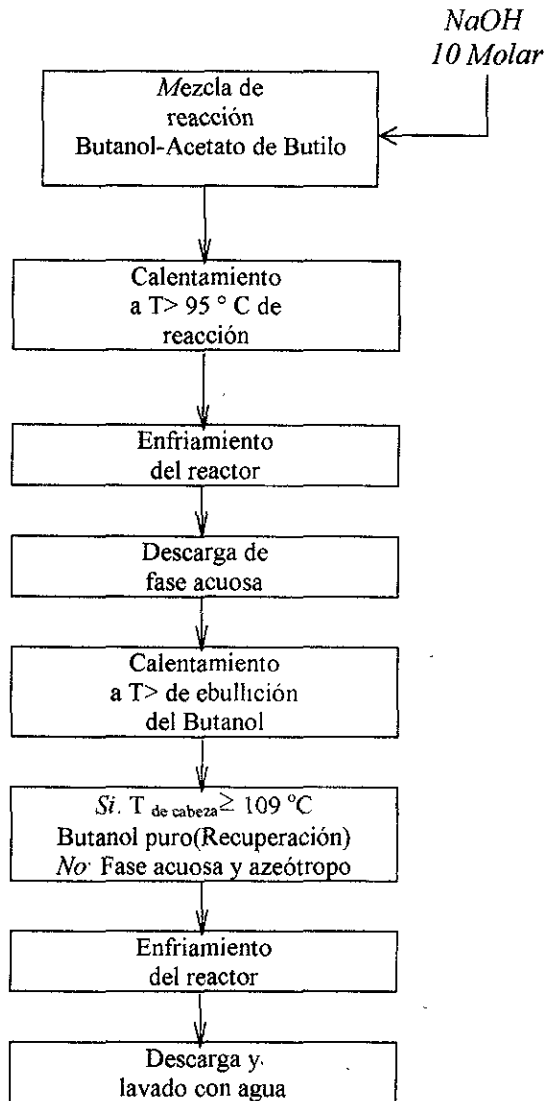 NaOH
10 Molar
Mezcla de
reacción
Butanol-Acetato de Butilo
Calentamiento
a T> 95 ° C de
reacción
Enfriamiento
del reactor
Descarga de
fase acuosa
Calentamiento
a T> de ebullición
del Butanol
Si. T de cabeza ≥ 109 °C
Butanol puro(Recuperación)
No: Fase acuosa y azeótropo
Enfriamiento
del reactor
Descarga y
lavado con agua